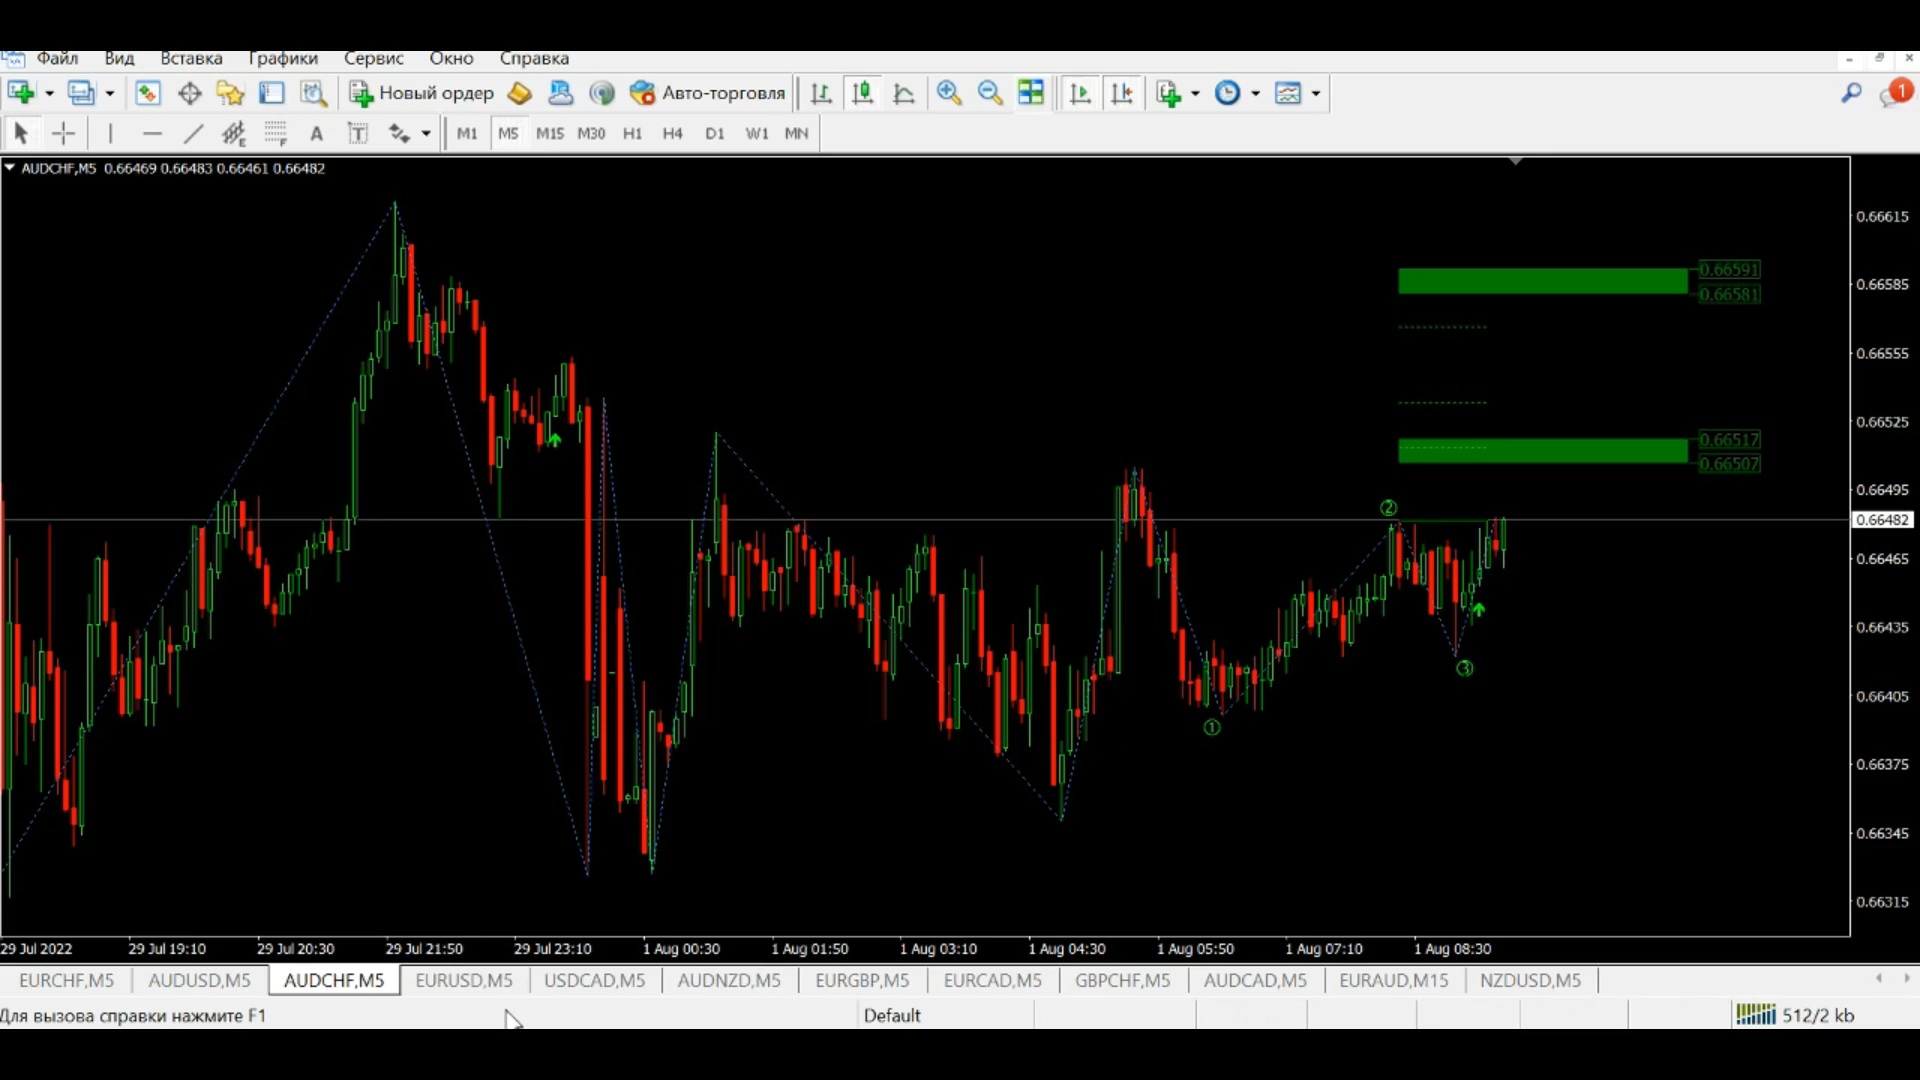 Файл Вид Вставка Графики Сервис Окно Справка
Новый ордер Авто-торговля 1
A T M1 M5 M15 M30 H1 H4 D1 W1 MN
AUDCHF,M5 0.66469 0.66483 0.66461 0.66482
0.66615
0.66591
0.66585
0.66581
0.66555
0.66525
0.66517
0.66507
0.66495
②
0.66482
0.66465
0.66435
③
0.66405
①
0.66375
0.66345
0.66315
29 Jul 2022 29 Jul 19:10 29 Jul 20:30 29 Jul 21:50 29 Jul 23:10 1 Aug 00:30 1 Aug 01:50 1 Aug 03:10 1 Aug 04:30 1 Aug 05:50 1 Aug 07:10 1 Aug 08:30
EURCHF,M5 AUDUSD,M5 AUDCHF,M5 EURUSD,M5 USDCAD,M5 AUDNZD,M5 EURGBP,M5 EURCAD,M5 GBPCHF,M5 AUDCAD,M5 EURAUD,M15 NZDUSD,M5
Для вызова справки нажмите F1 Default 512/2 kb